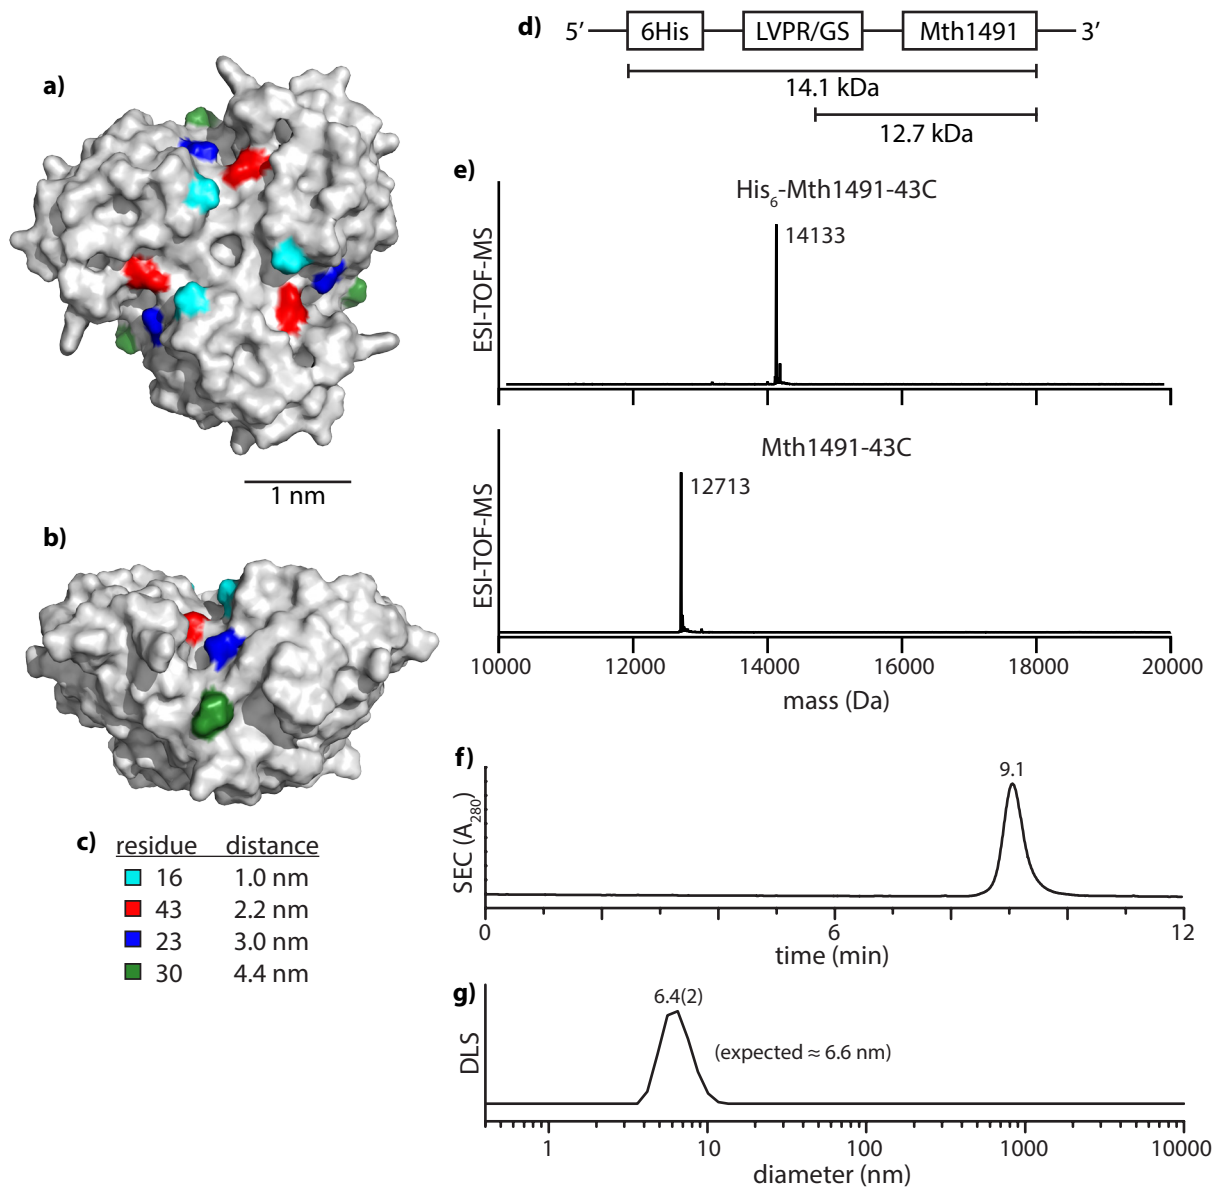 a)
1 nm
b)
c)
residue distance
16 1.0 nm
43 2.2 nm
23 3.0 nm
30 4.4 nm
d)
5′ 6His LVPR/GS Mth1491 3′
14.1 kDa
12.7 kDa
e)
His6-Mth1491-43C
14133
ESI-TOF-MS
Mth1491-43C
12713
ESI-TOF-MS
10000 12000 14000 16000 18000 20000
mass (Da)
f)
9.1
SEC (A280)
0 6 12
time (min)
g)
6.4(2)
(expected ≈ 6.6 nm)
DLS
1 10 100 1000 10000
diameter (nm)